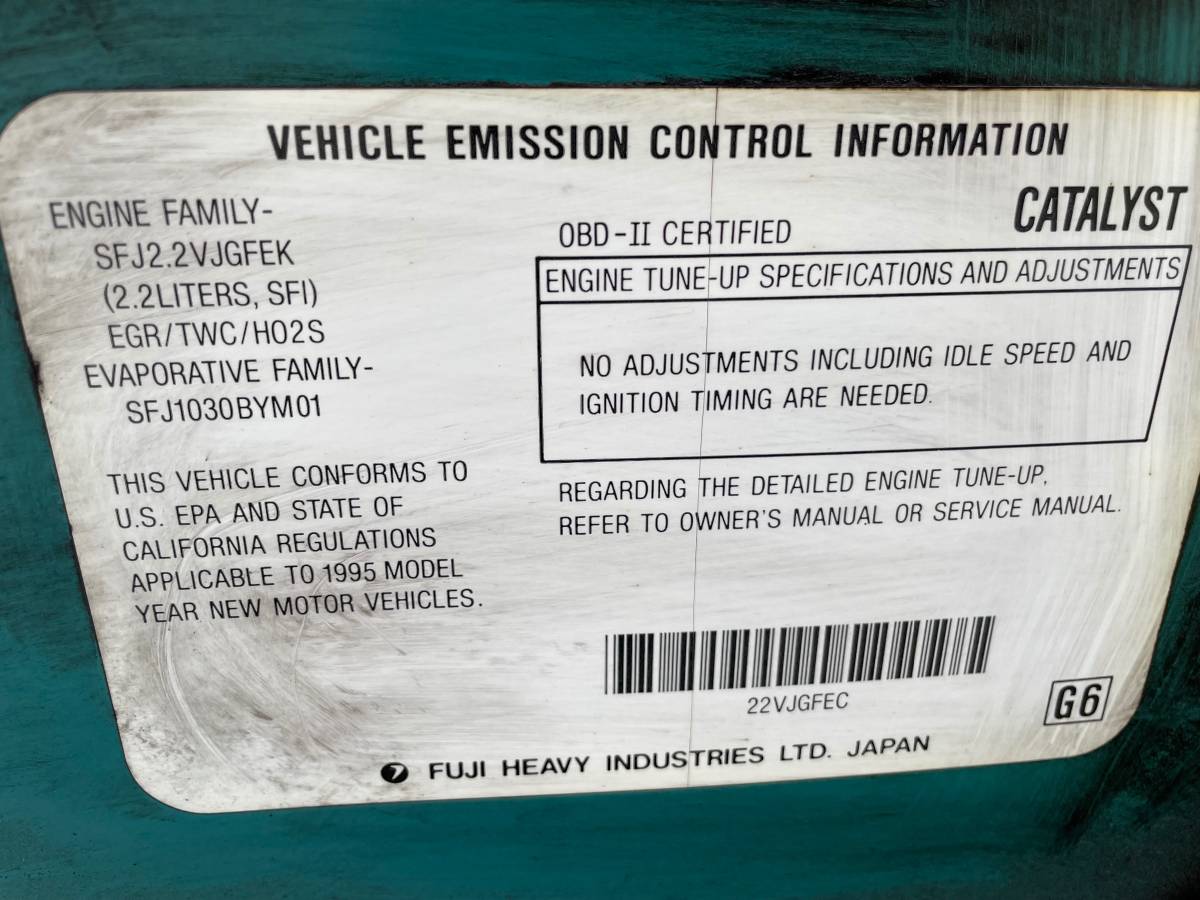 VEHICLE EMISSION CONTROL INFORMATION
CATALYST
ENGINE FAMILY-
SFJ2.2VJGFEK
(2.2LITERS, SFI)
EGR/TWC/HO2S
EVAPORATIVE FAMILY-
SFJ1030BYM01
THIS VEHICLE CONFORMS TO
U.S. EPA AND STATE OF
CALIFORNIA REGULATIONS
APPLICABLE TO 1995 MODEL
YEAR NEW MOTOR VEHICLES.
OBD-II CERTIFIED
ENGINE TUNE-UP SPECIFICATIONS AND ADJUSTMENTS
NO ADJUSTMENTS INCLUDING IDLE SPEED AND
IGNITION TIMING ARE NEEDED.
REGARDING THE DETAILED ENGINE TUNE-UP,
REFER TO OWNER'S MANUAL OR SERVICE MANUAL.
22VJGFEC
G6
7 FUJI HEAVY INDUSTRIES LTD. JAPAN